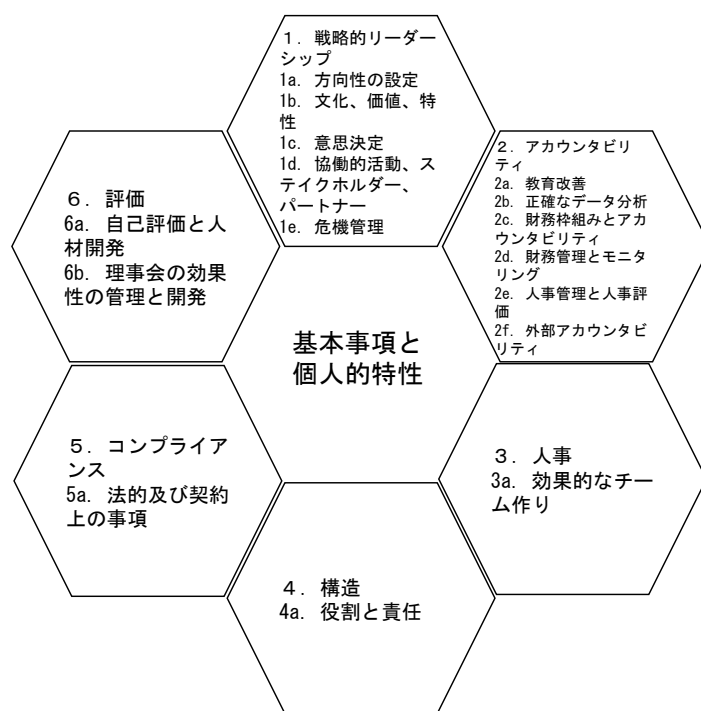 １．戦略的リーダー
シップ
1a. 方向性の設定
1b. 文化、価値、特
性
1c. 意思決定
1d. 協働的活動、ス
テイクホルダー、
パートナー
1e. 危機管理
２．アカウンタビリ
ティ
2a. 教育改善
2b. 正確なデータ分析
2c. 財務枠組みとアカ
ウンタビリティ
2d. 財務管理とモニタ
リング
2e. 人事管理と人事評
価
2f. 外部アカウンタビ
リティ
３．人事
3a. 効果的なチー
ム作り
４．構造
4a. 役割と責任
５．コンプライア
ンス
5a. 法的及び契約
上の事項
６．評価
6a. 自己評価と人
材開発
6b. 理事会の効果
性の管理と開発
基本事項と
個人的特性